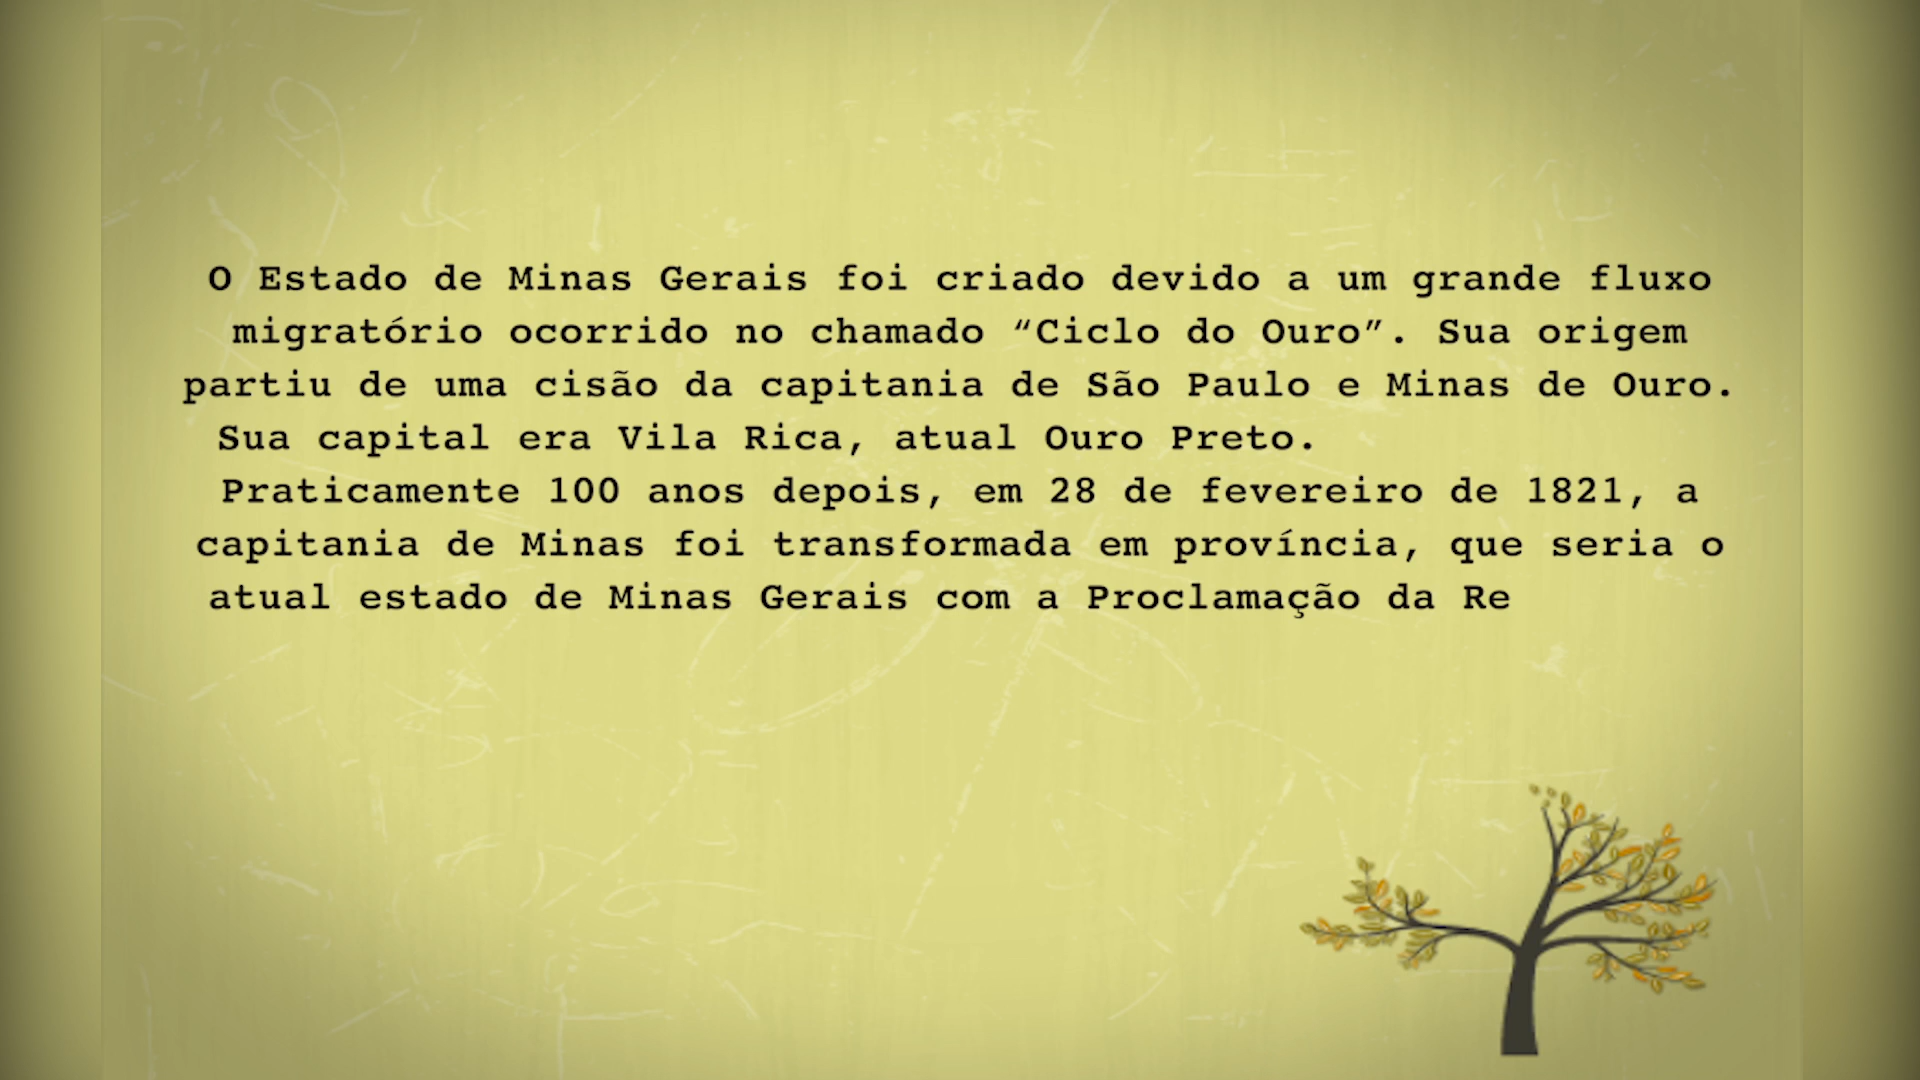 O Estado de Minas Gerais foi criado devido a um grande fluxo
migratório ocorrido no chamado “Ciclo do Ouro”. Sua origem
partiu de uma cisão da capitania de São Paulo e Minas de Ouro.
Sua capital era Vila Rica, atual Ouro Preto.
Praticamente 100 anos depois, em 28 de fevereiro de 1821, a
capitania de Minas foi transformada em província, que seria o
atual estado de Minas Gerais com a Proclamação da Re